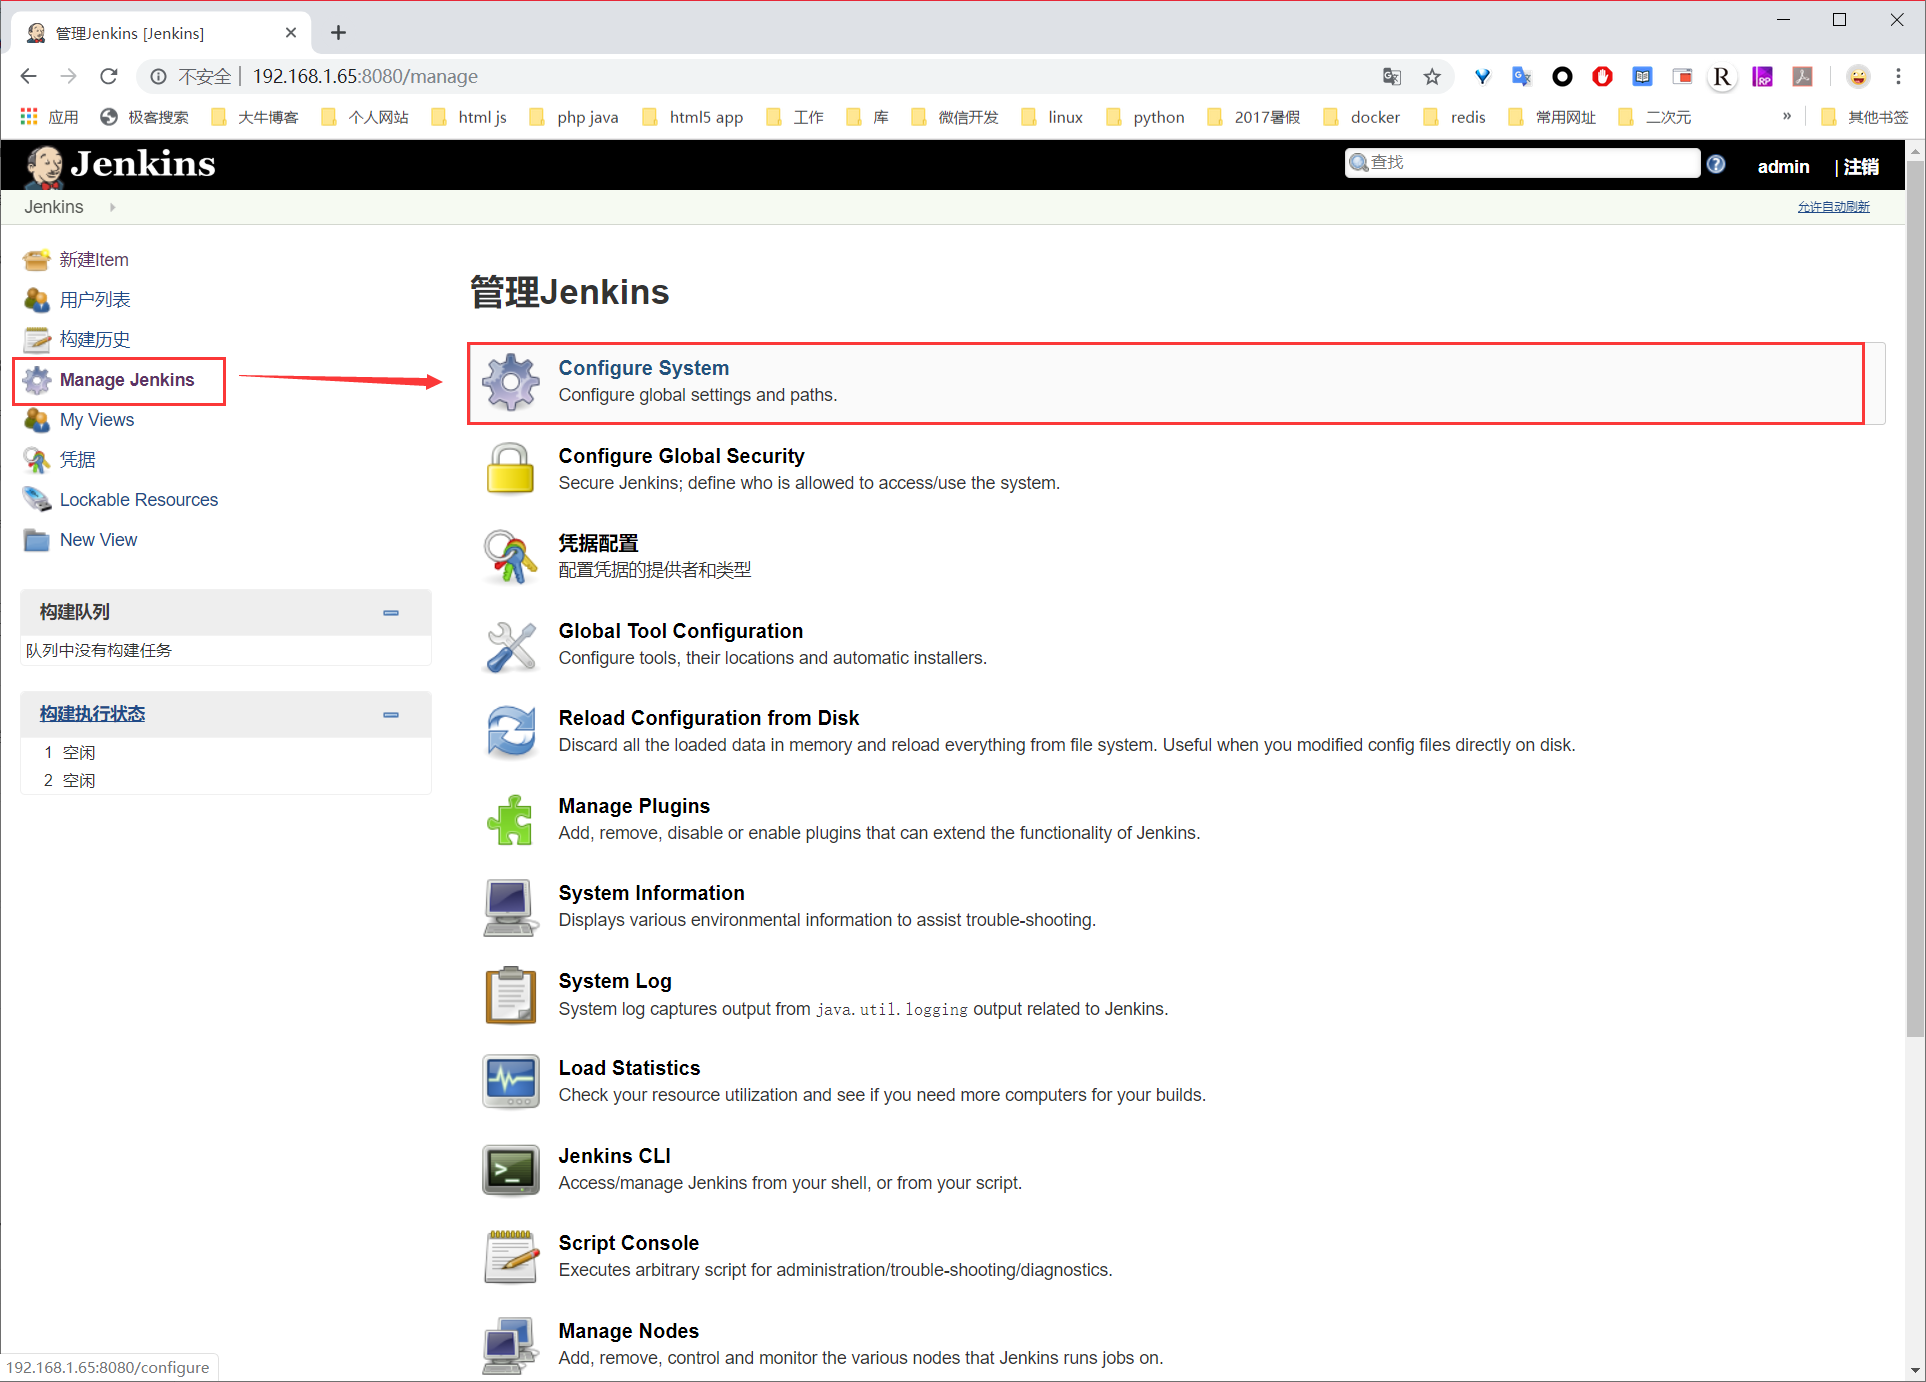 管理Jenkins [Jenkins]
不安全 | 192.168.1.65:8080/manage
应用 极客搜索 大牛博客 个人网站 html js php java html5 app 工作 库 微信开发 linux python 2017暑假 docker redis 常用网址 二次元 » 其他书签
Jenkins 查找 admin | 注销
Jenkins 允许自动刷新
新建Item
用户列表
构建历史
Manage Jenkins
My Views
凭据
Lockable Resources
New View
构建队列
队列中没有构建任务
构建执行状态
1 空闲
2 空闲
管理Jenkins
Configure System
Configure global settings and paths.
Configure Global Security
Secure Jenkins; define who is allowed to access/use the system.
凭据配置
配置凭据的提供者和类型
Global Tool Configuration
Configure tools, their locations and automatic installers.
Reload Configuration from Disk
Discard all the loaded data in memory and reload everything from file system. Useful when you modified config files directly on disk.
Manage Plugins
Add, remove, disable or enable plugins that can extend the functionality of Jenkins.
System Information
Displays various environmental information to assist trouble-shooting.
System Log
System log captures output from java.util.logging output related to Jenkins.
Load Statistics
Check your resource utilization and see if you need more computers for your builds.
Jenkins CLI
Access/manage Jenkins from your shell, or from your script.
Script Console
Executes arbitrary script for administration/trouble-shooting/diagnostics.
Manage Nodes
Add, remove, control and monitor the various nodes that Jenkins runs jobs on.
192.168.1.65:8080/configure